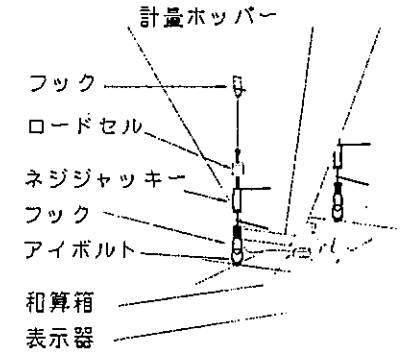 計量ホッパー
フック
ロードセル
ネジジャッキー
フック
アイボルト
和算箱
表示器